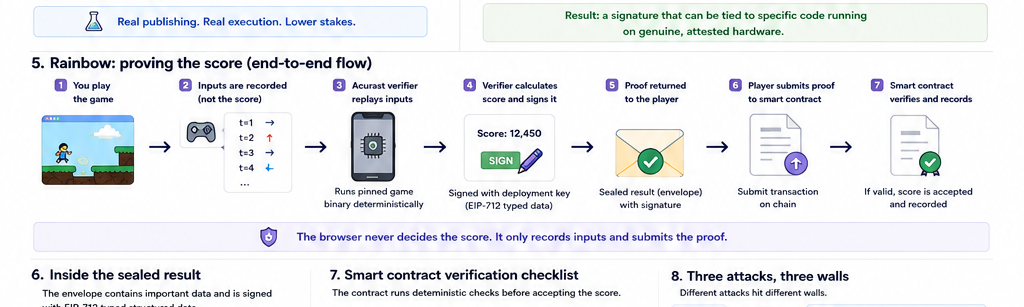 Real publishing. Real execution. Lower stakes.
Result: a signature that can be tied to specific code running
on genuine, attested hardware.
5. Rainbow: proving the score (end-to-end flow)
1 You play
the game
2 Inputs are recorded
(not the score)
t=1 →
t=2 ↑
t=3 →
t=4 ←
...
3 Acurast verifier
replays inputs
Runs pinned game
binary deterministically
4 Verifier calculates
score and signs it
Score: 12,450
SIGN
Signed with deployment key
(EIP-712 typed data)
5 Proof returned
to the player
Sealed result (envelope)
with signature
6 Player submits proof
to smart contract
Submit transaction
on chain
7 Smart contract
verifies and records
If valid, score is accepted
and recorded
The browser never decides the score. It only records inputs and submits the proof.
6. Inside the sealed result
The envelope contains important data and is signed
with EIP-712 typed structured data.
7. Smart contract verification checklist
The contract runs deterministic checks before accepting the score.
8. Three attacks, three walls
Different attacks hit different walls.